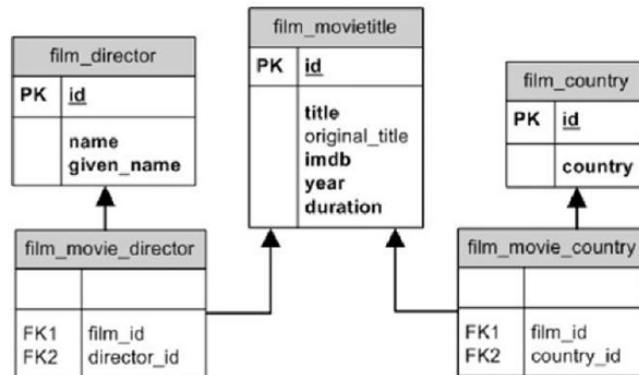 film_director
PK id
name
given_name
film_movietitle
PK id
title
original_title
imdb
year
duration
film_country
PK id
country
film_movie_director
FK1 film_id
FK2 director_id
film_movie_country
FK1 film_id
FK2 country_id